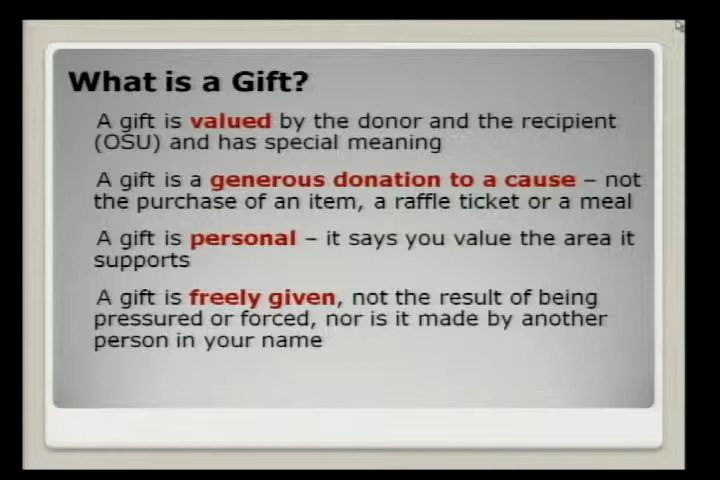 What is a Gift?
A gift is valued by the donor and the recipient
(OSU) and has special meaning
A gift is a generous donation to a cause – not
the purchase of an item, a raffle ticket or a meal
A gift is personal – it says you value the area it
supports
A gift is freely given, not the result of being
pressured or forced, nor is it made by another
person in your name